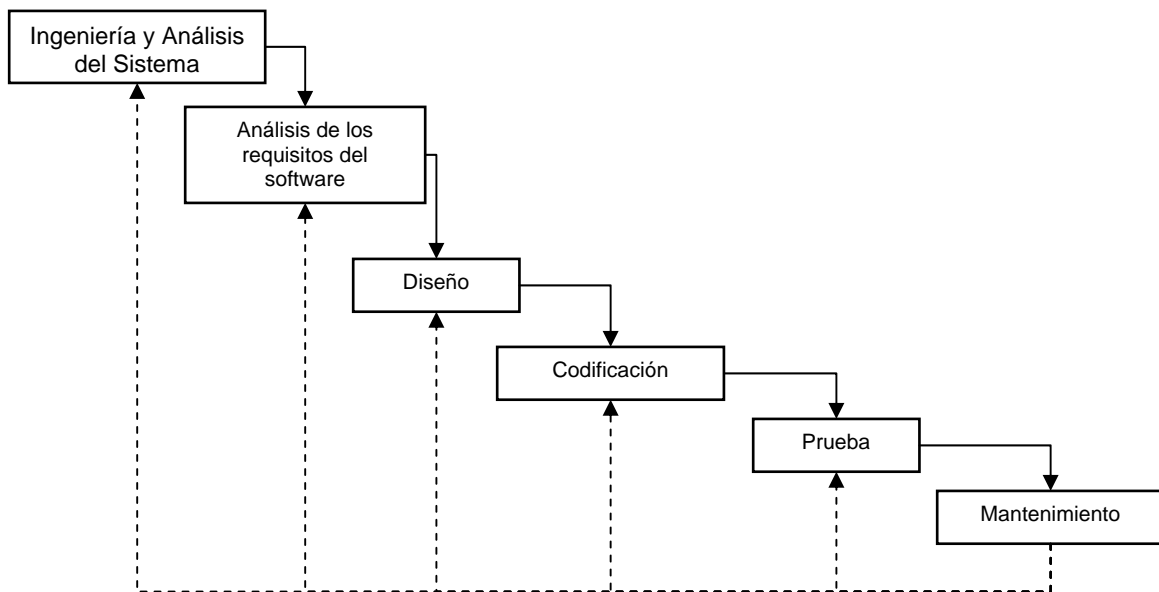 Ingeniería y Análisis
del Sistema
Análisis de los
requisitos del
software
Diseño
Codificación
Prueba
Mantenimiento